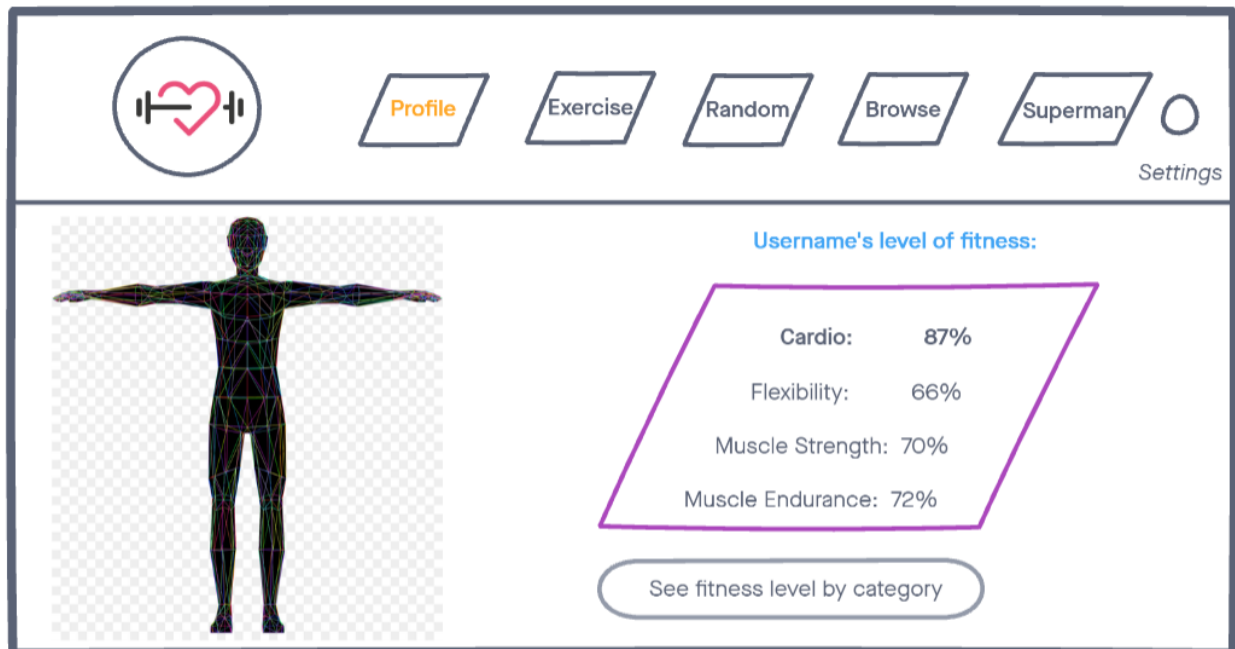 Profile Exercise Random Browse Superman
Settings
Username's level of fitness:
Cardio: 87%
Flexibility: 66%
Muscle Strength: 70%
Muscle Endurance: 72%
See fitness level by category